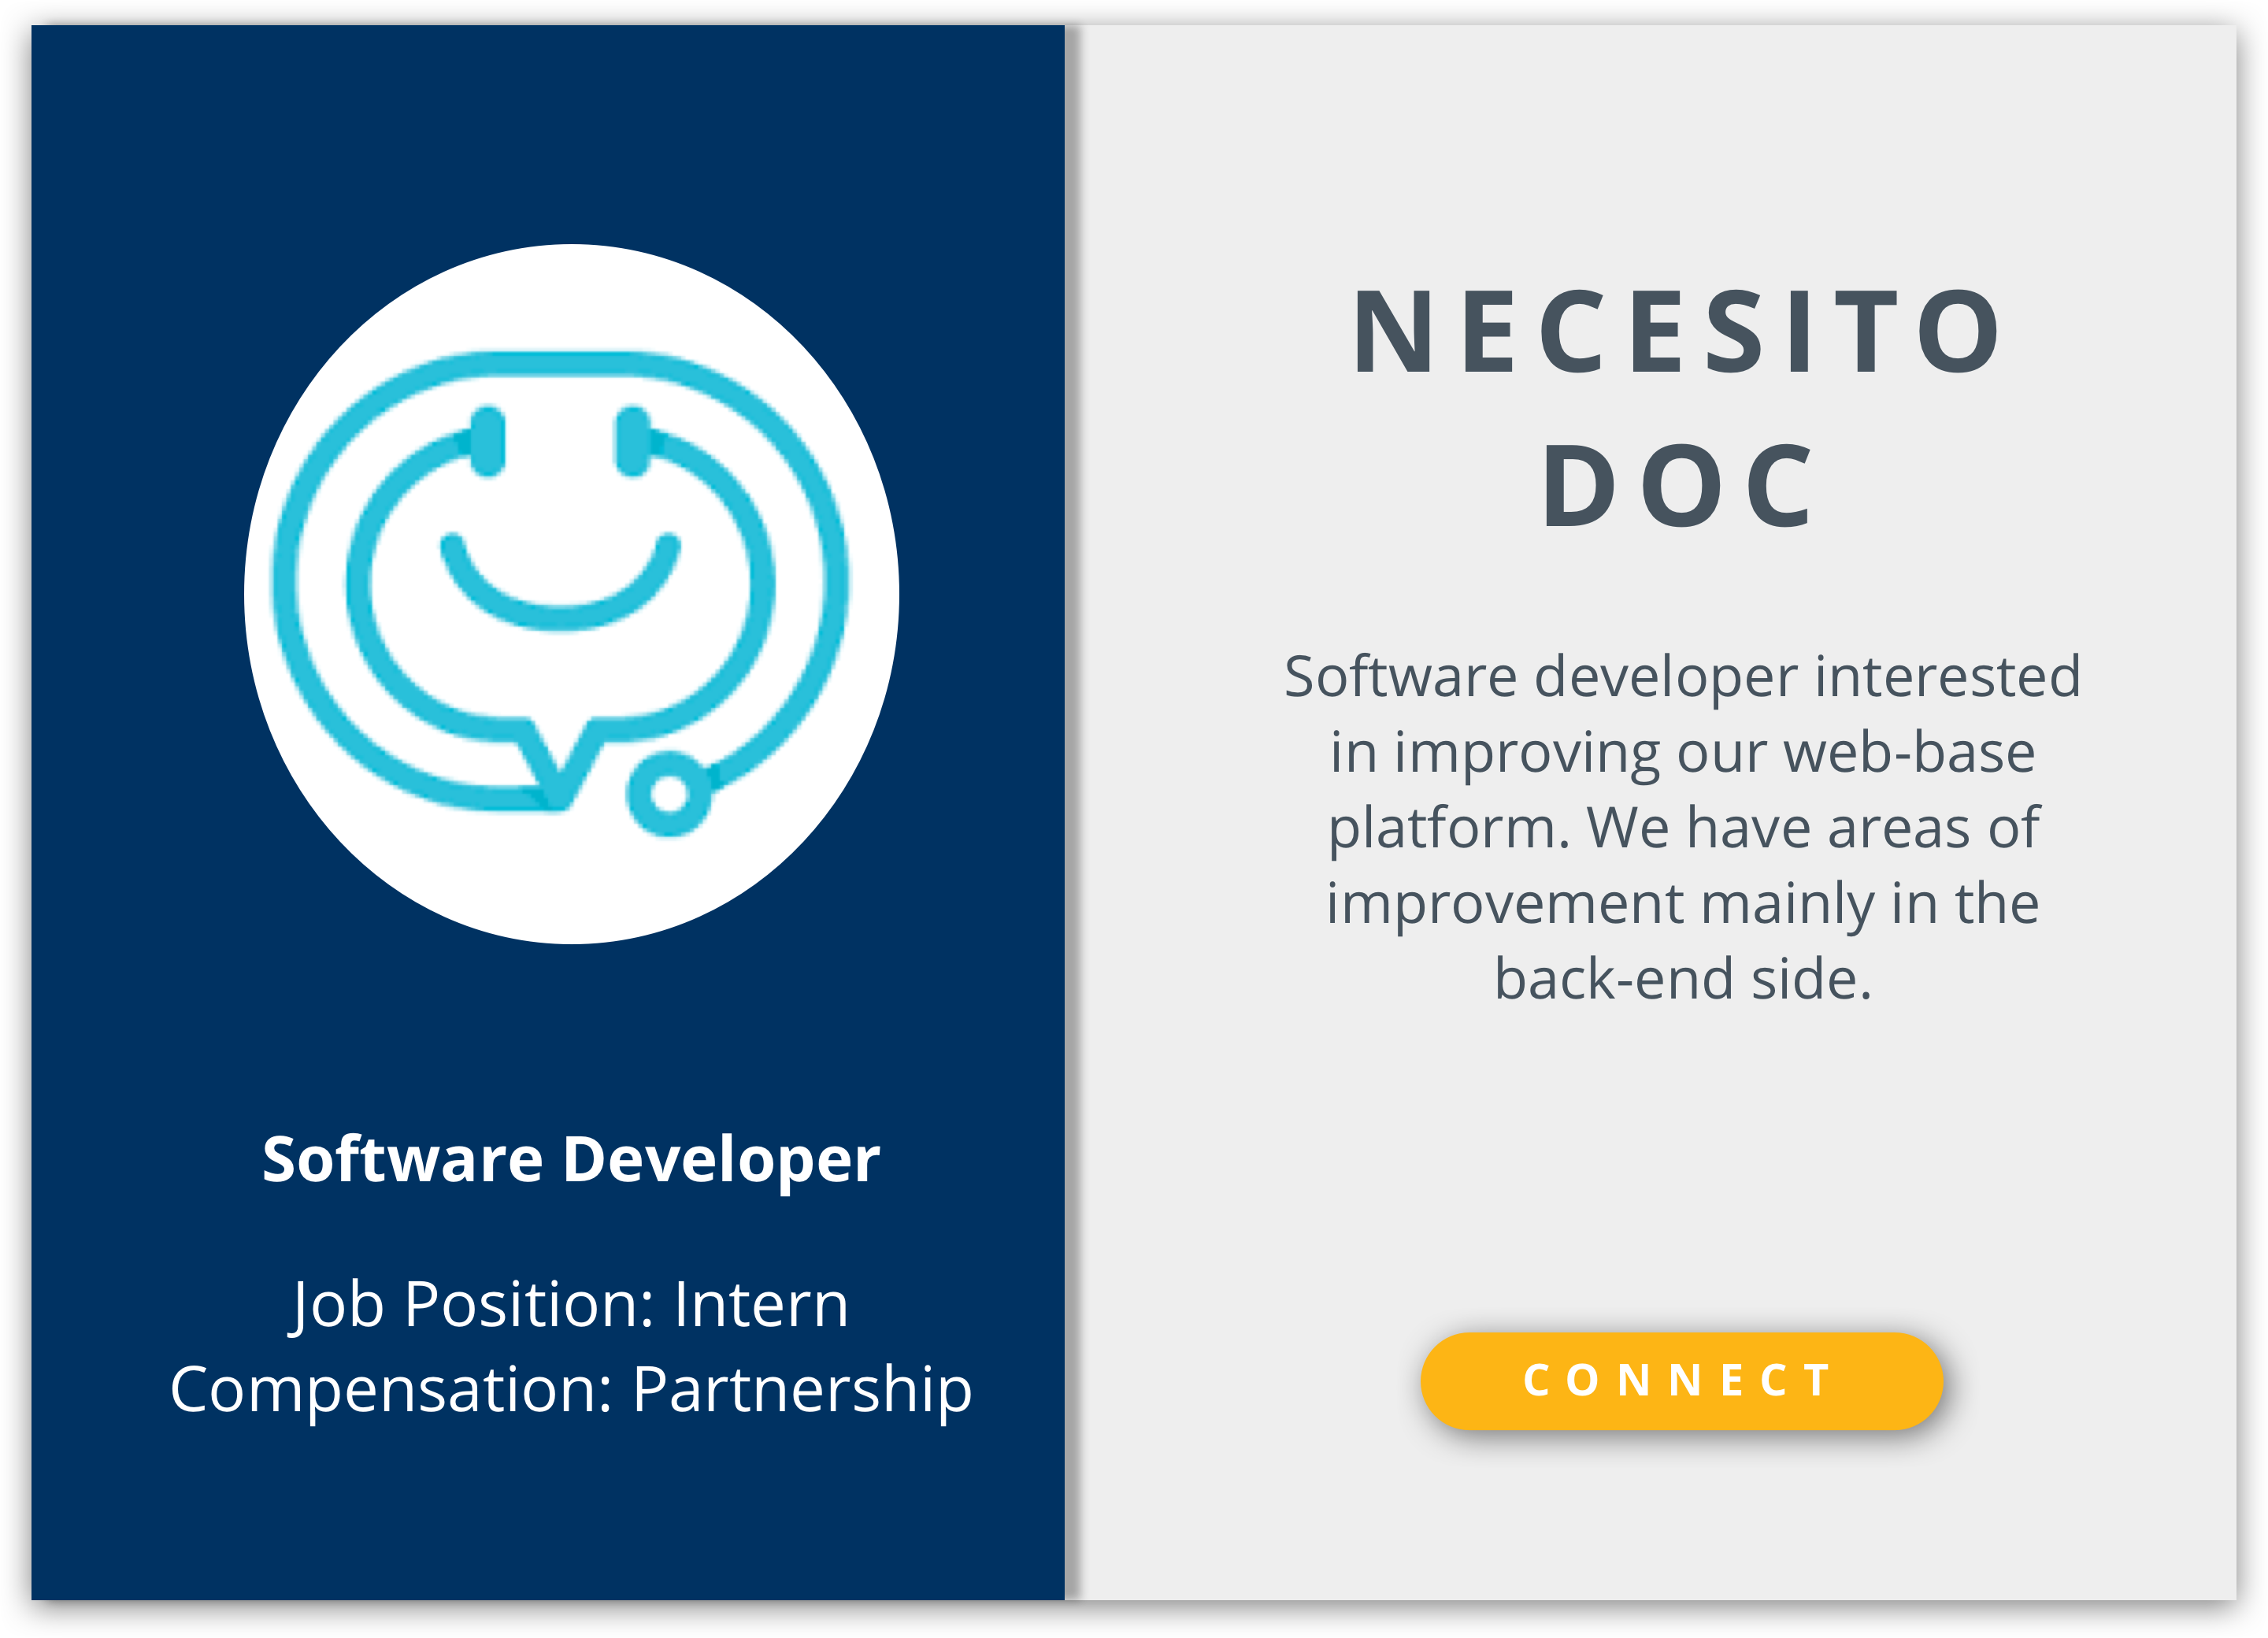 Software Developer
Job Position: Intern
Compensation: Partnership
NECESITO
DOC
Software developer interested
in improving our web-base
platform. We have areas of
improvement mainly in the
back-end side.
CONNECT